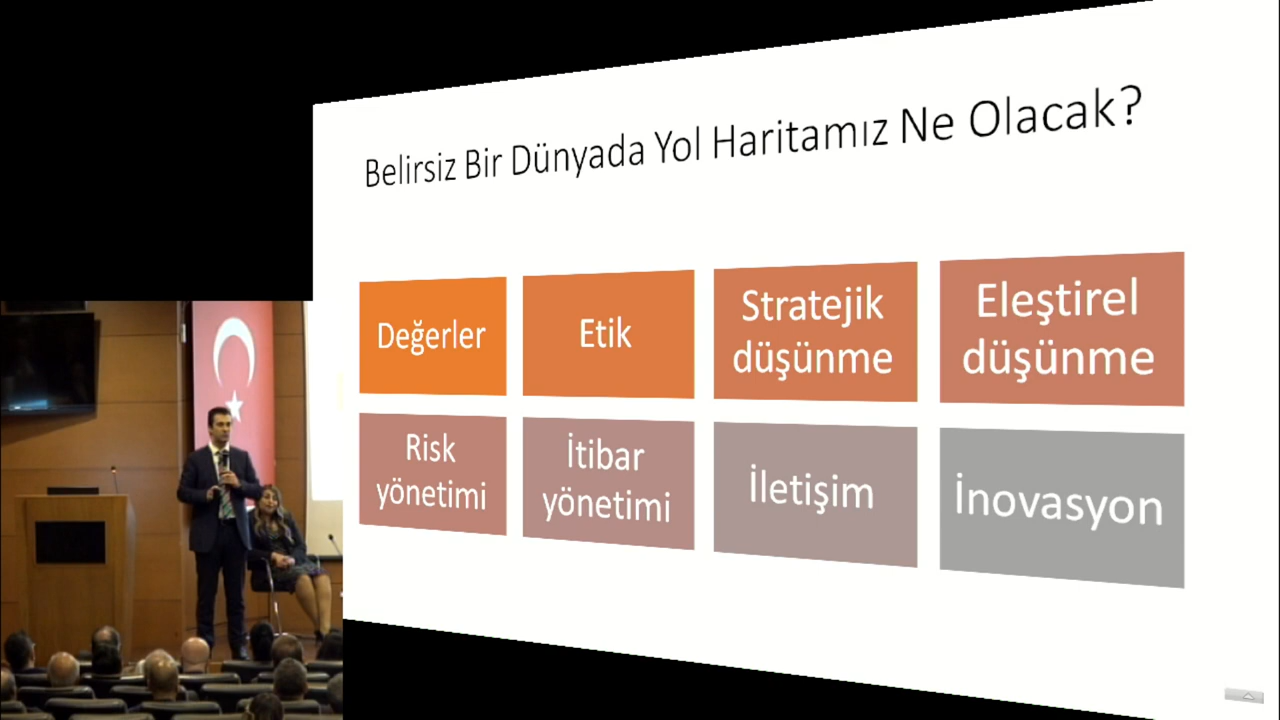 Belirsiz Bir Dünyada Yol Haritamız Ne Olacak?
Değerler
Etik
Stratejik
düşünme
Eleştirel
düşünme
Risk
yönetimi
İtibar
yönetimi
İletişim
İnovasyon